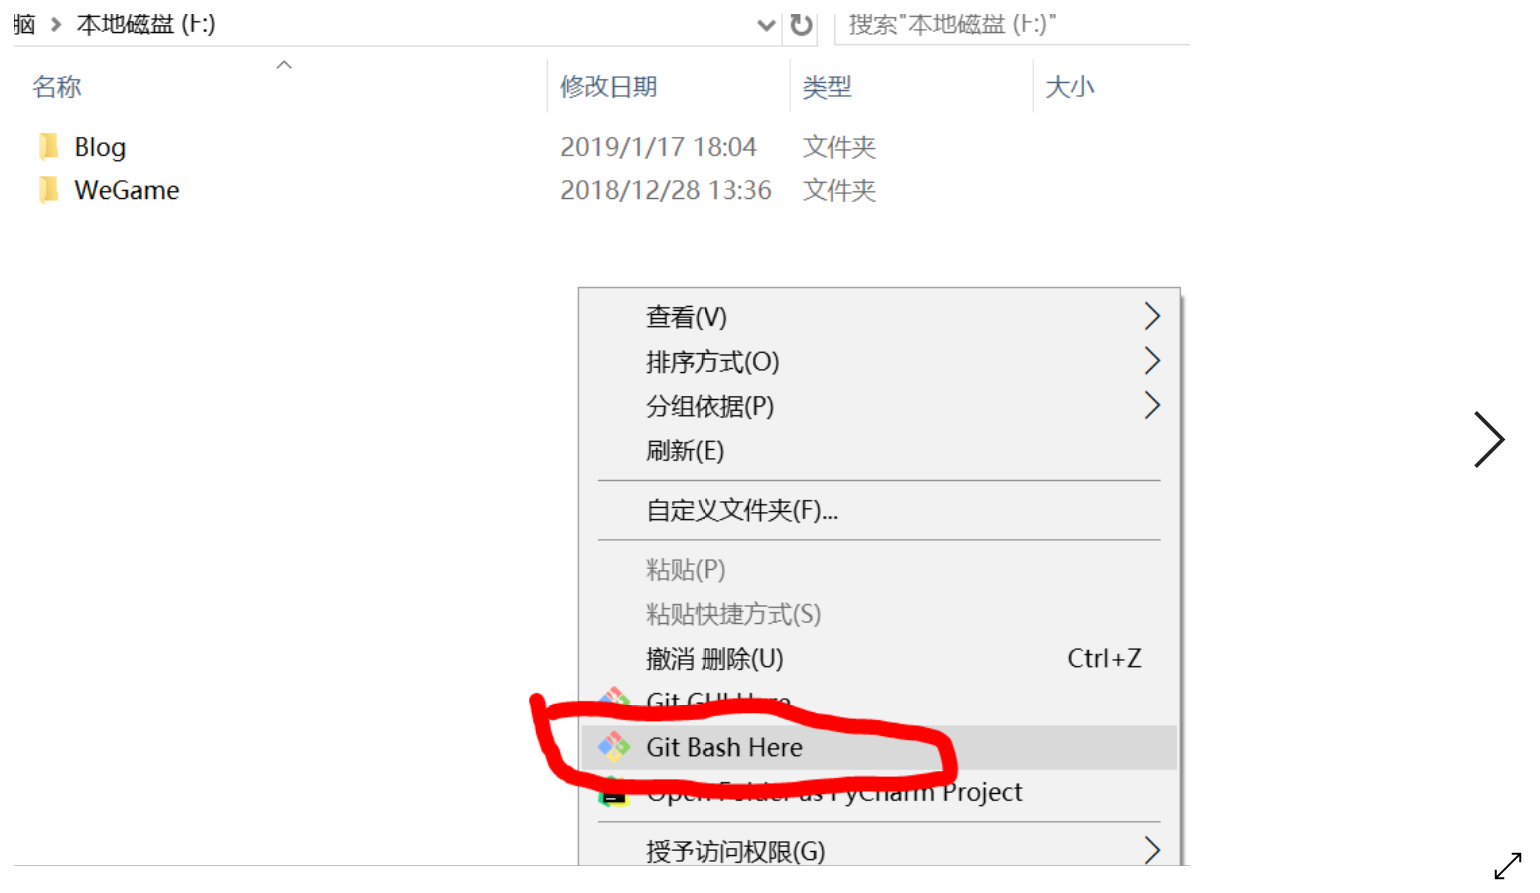 脑 > 本地磁盘 (F:) 搜索"本地磁盘 (F:)"
名称 修改日期 类型 大小
Blog 2019/1/17 18:04 文件夹
WeGame 2018/12/28 13:36 文件夹
查看(V)
排序方式(O)
分组依据(P)
刷新(E)
自定义文件夹(F)...
粘贴(P)
粘贴快捷方式(S)
撤消 删除(U) Ctrl+Z
Git GUI Here
Git Bash Here
Open Folder as PyCharm Project
授予访问权限(G)